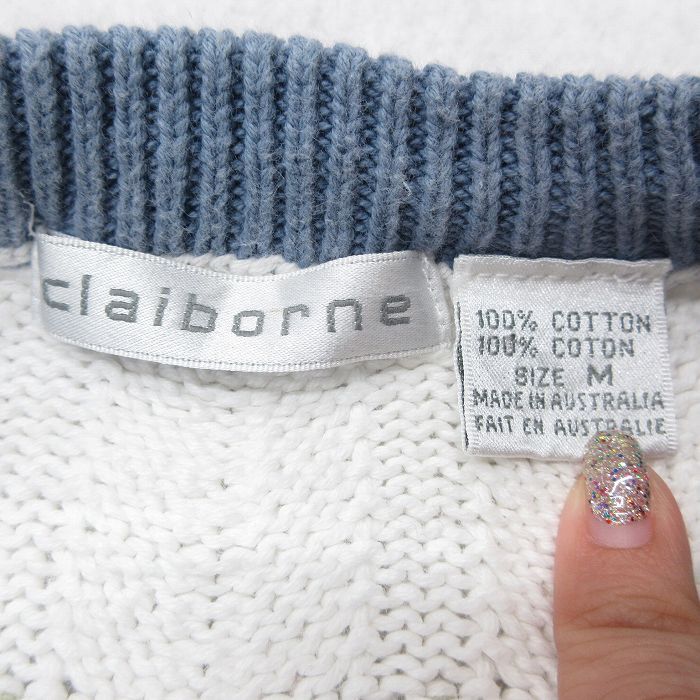 claiborne
100% COTTON
100% COTON
SIZE M
MADE IN AUSTRALIA
FAIT EN AUSTRALIE